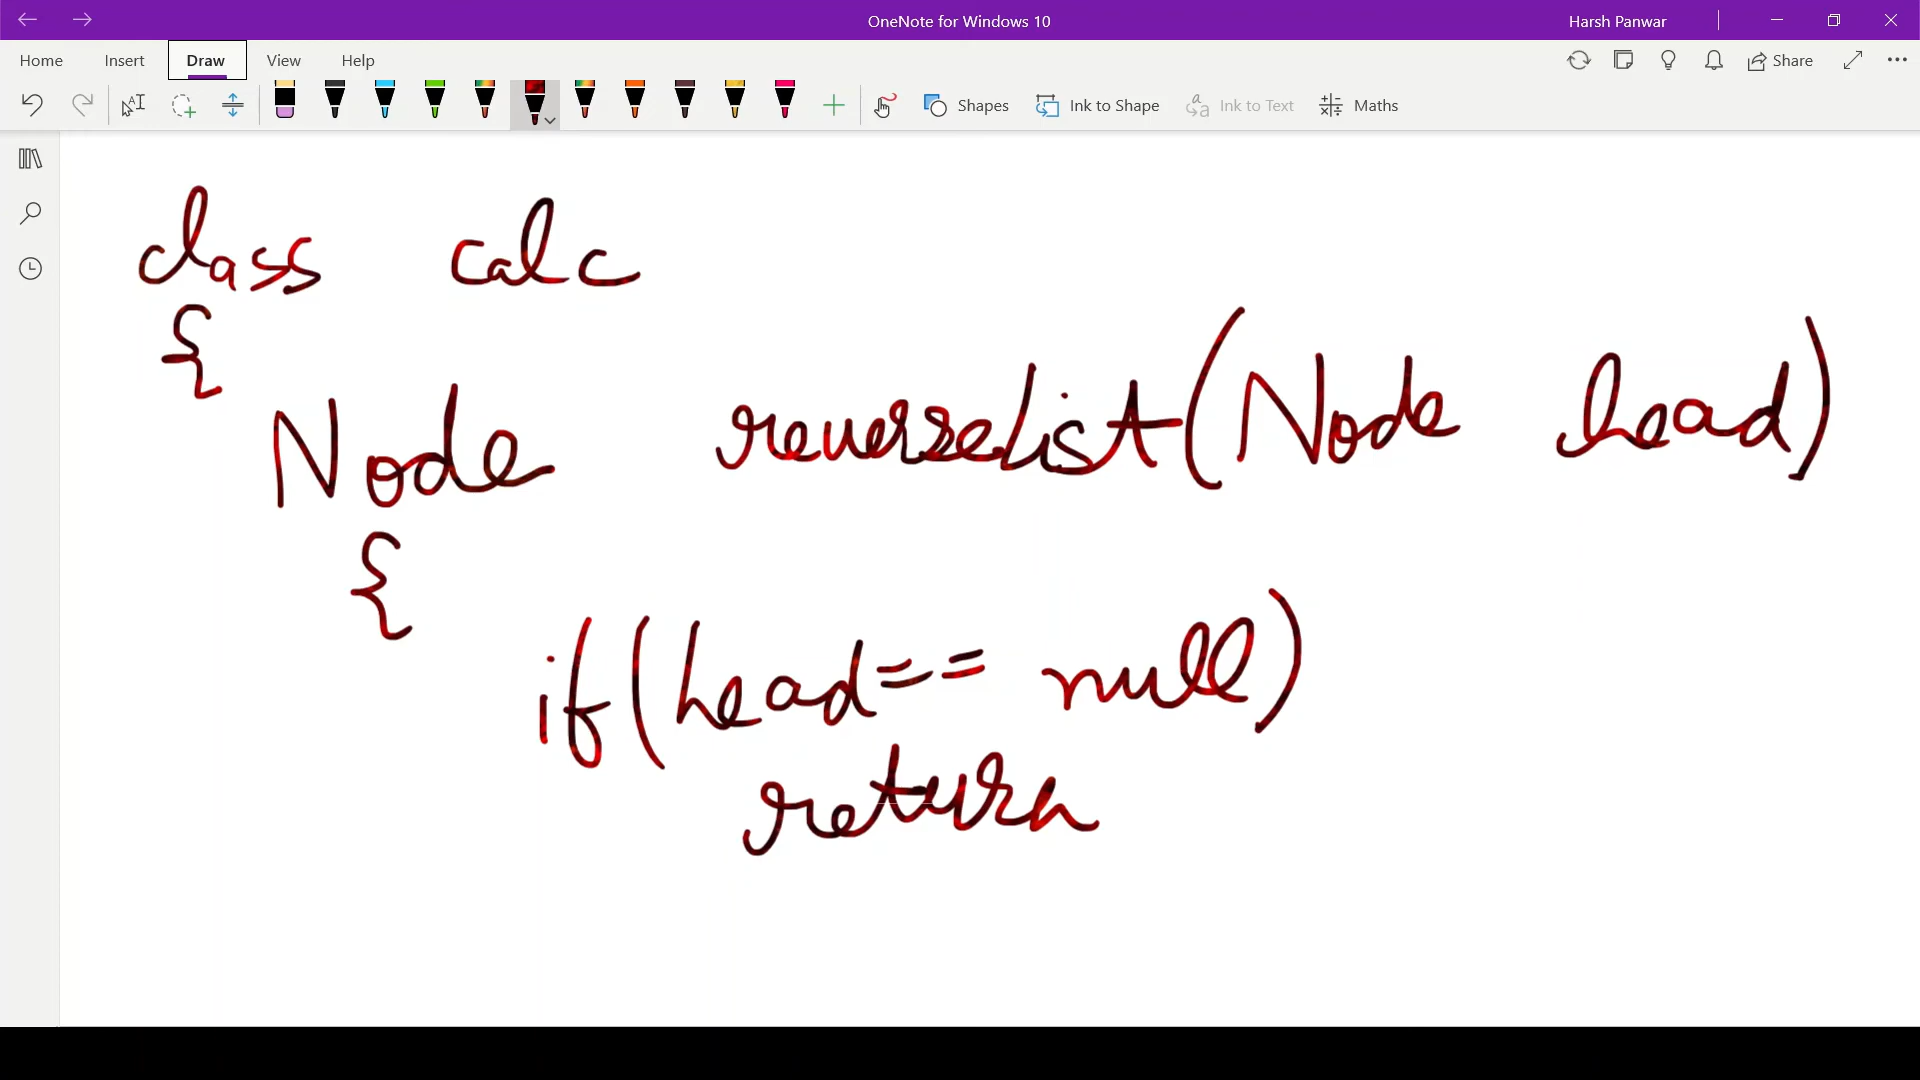 OneNote for Windows 10 Harsh Panwar
Home Insert Draw View Help Share
Shapes Ink to Shape Ink to Text Maths
class calc
{
Node reverselist(Node head)
{
if(head== null)
return